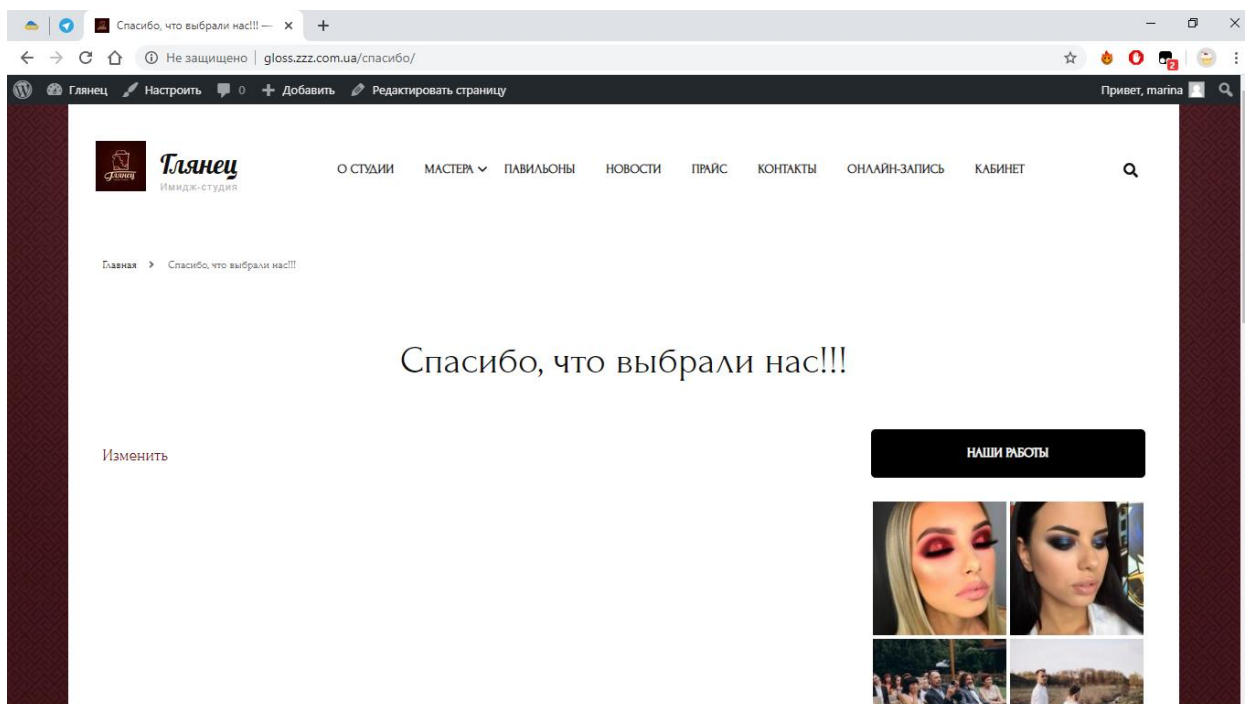 Спасибо, что выбрали нас!!! —
Не защищено | gloss.zzz.com.ua/спасибо/
2
Глянец Настроить 0 Добавить Редактировать страницу Привет, marina
Глянец
Глянец
Имидж-студия
О СТУДИИ МАСТЕРА ПАВИЛЬОНЫ НОВОСТИ ПРАЙС КОНТАКТЫ ОНЛАЙН-ЗАПИСЬ КАБИНЕТ
Главная > Спасибо, что выбрали нас!!!
Спасибо, что выбрали нас!!!
Изменить
НАШИ РАБОТЫ